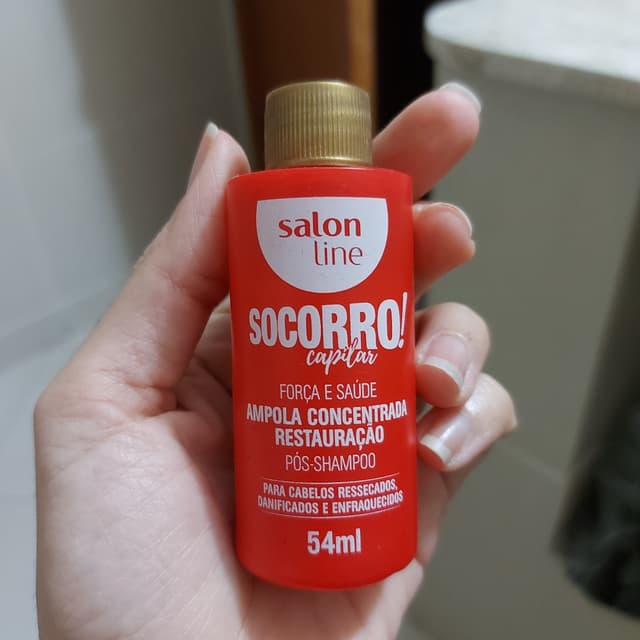 salon
line
SOCORRO!
capilar
FORÇA E SAÚDE
AMPOLA CONCENTRADA
RESTAURAÇÃO
PÓS-SHAMPOO
PARA CABELOS RESSECADOS,
DANIFICADOS E ENFRAQUECIDOS
54ml